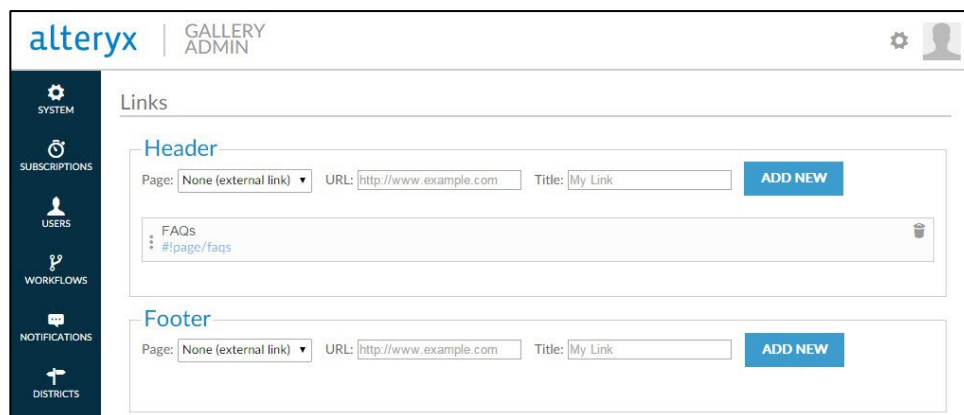 alteryx
GALLERY
ADMIN
SYSTEM
SUBSCRIPTIONS
USERS
WORKFLOWS
NOTIFICATIONS
DISTRICTS
Links
Header
Page: None (external link) URL: http://www.example.com Title: My Link ADD NEW
FAQs
#!page/faqs
Footer
Page: None (external link) URL: http://www.example.com Title: My Link ADD NEW